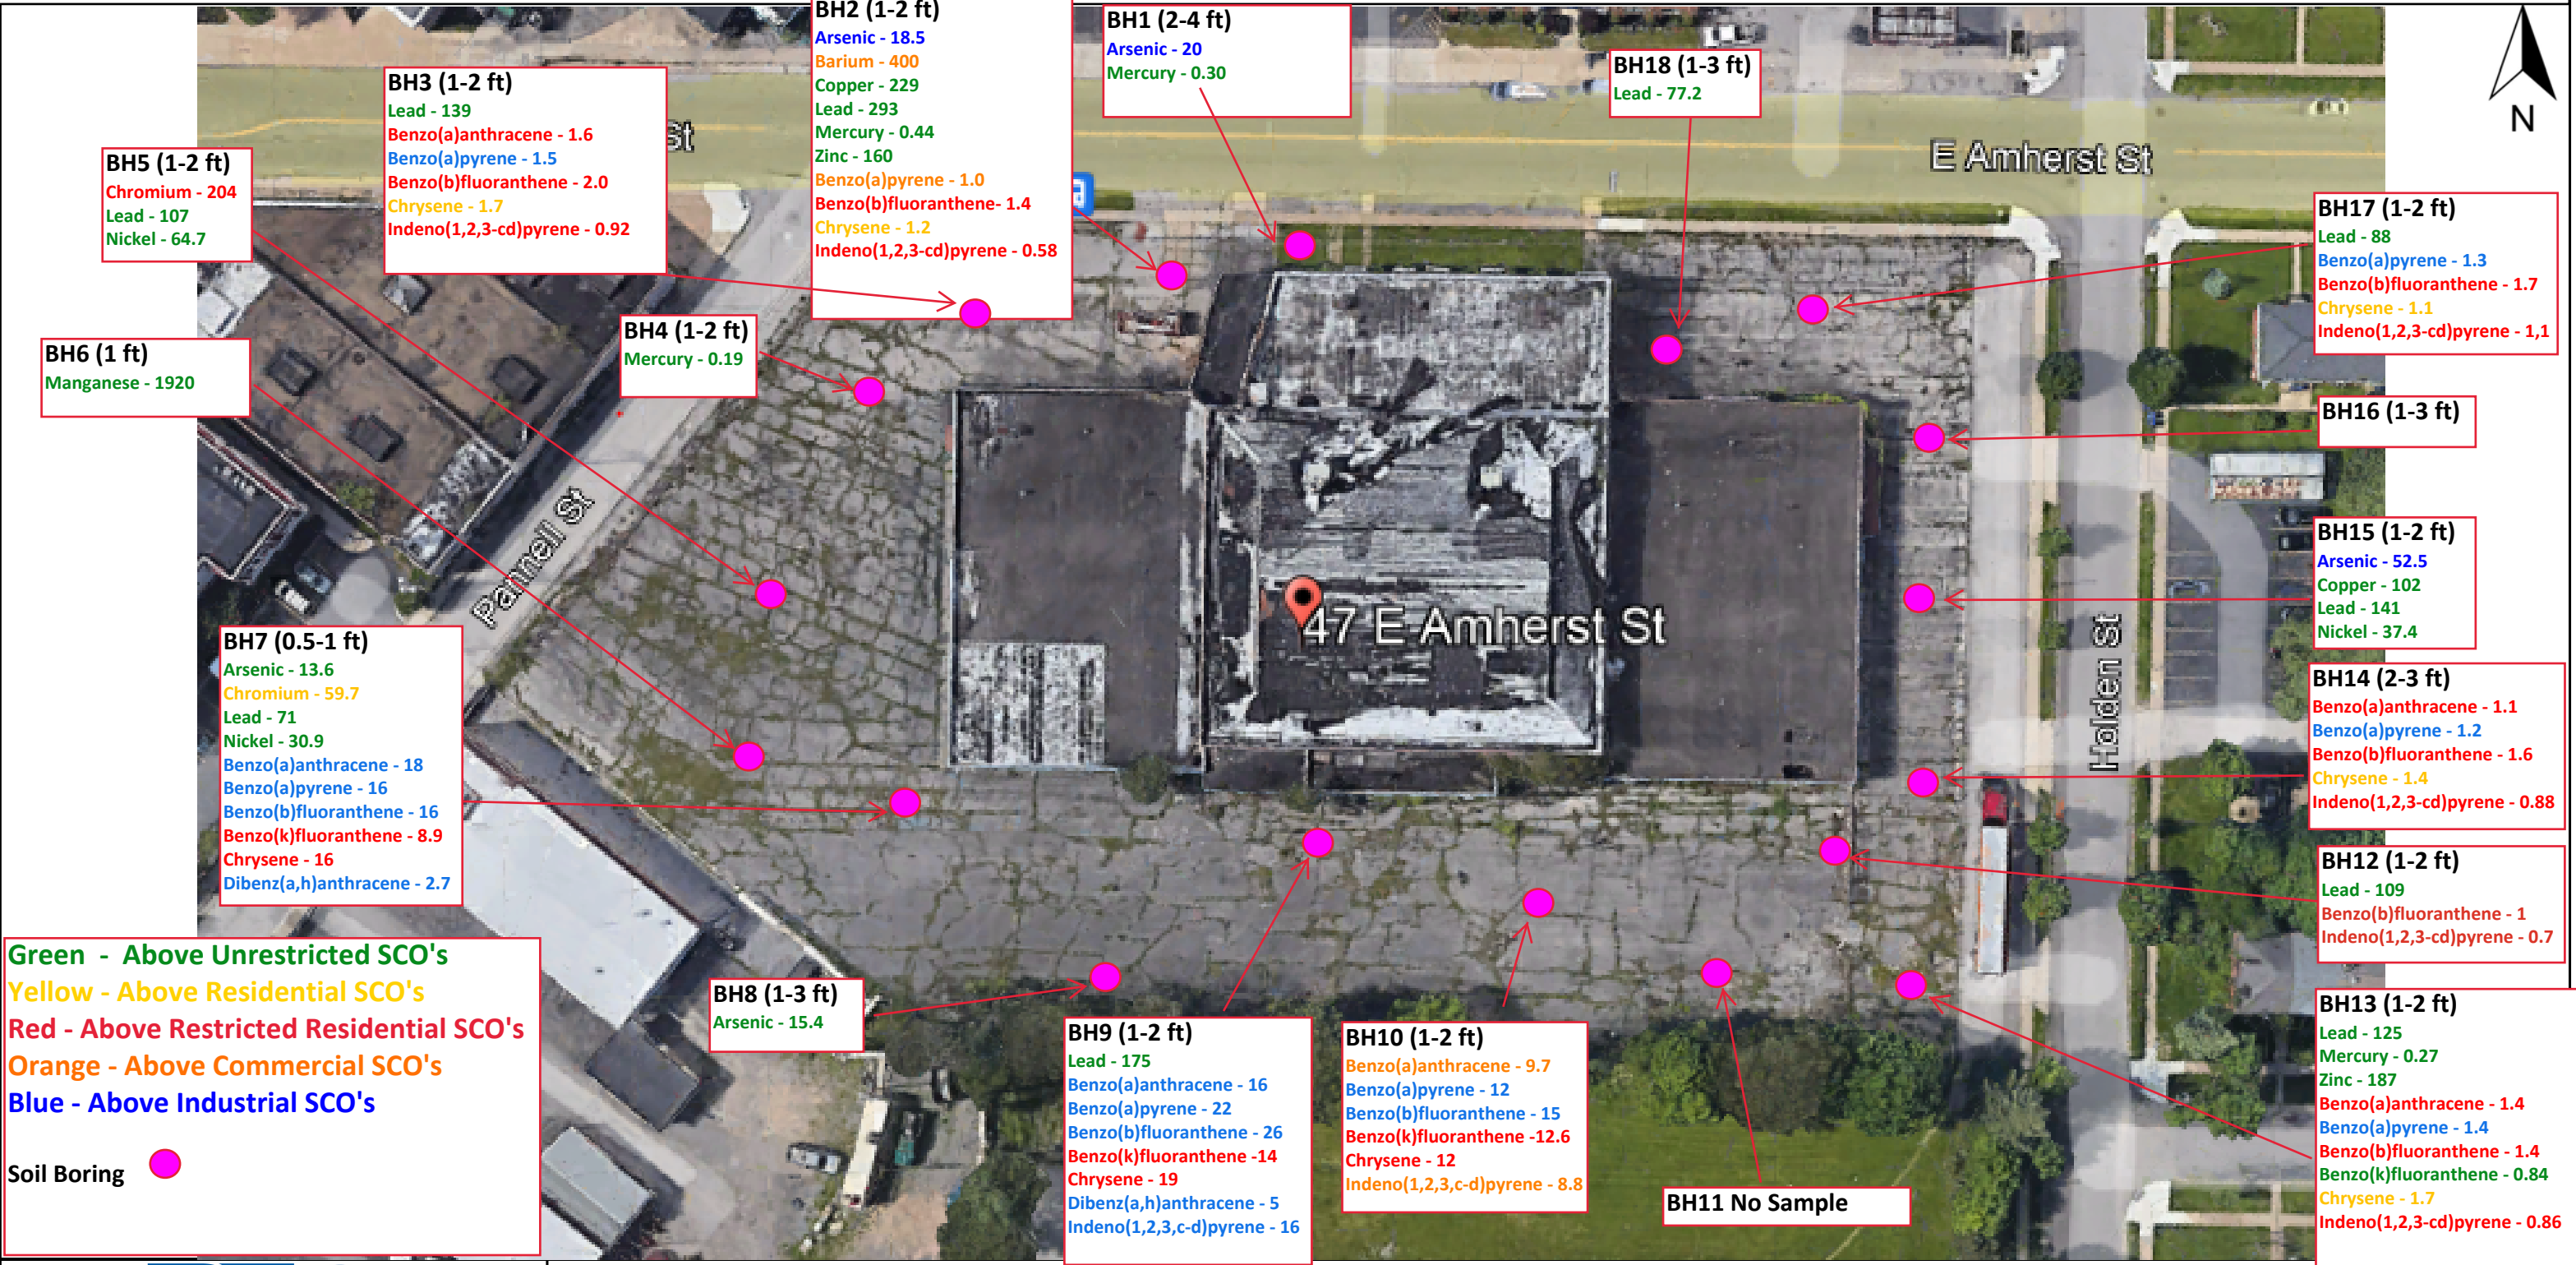 BH2 (1-2 ft)
Arsenic - 18.5
Barium - 400
Copper - 229
Lead - 293
Mercury - 0.44
Zinc - 160
Benzo(a)pyrene - 1.0
Benzo(b)fluoranthene- 1.4
Chrysene - 1.2
Indeno(1,2,3-cd)pyrene - 0.58
BH1 (2-4 ft)
Arsenic - 20
Mercury - 0.30
BH18 (1-3 ft)
Lead - 77.2
N
BH3 (1-2 ft)
Lead - 139
Benzo(a)anthracene - 1.6
Benzo(a)pyrene - 1.5
Benzo(b)fluoranthene - 2.0
Chrysene - 1.7
Indeno(1,2,3-cd)pyrene - 0.92
St
E Amherst St
BH5 (1-2 ft)
Chromium - 204
Lead - 107
Nickel - 64.7
BH17 (1-2 ft)
Lead - 88
Benzo(a)pyrene - 1.3
Benzo(b)fluoranthene - 1.7
Chrysene - 1.1
Indeno(1,2,3-cd)pyrene - 1,1
BH4 (1-2 ft)
Mercury - 0.19
BH6 (1 ft)
Manganese - 1920
BH16 (1-3 ft)
Pannell St
BH15 (1-2 ft)
Arsenic - 52.5
Copper - 102
Lead - 141
Nickel - 37.4
47 E Amherst St
Holden St
BH7 (0.5-1 ft)
Arsenic - 13.6
Chromium - 59.7
Lead - 71
Nickel - 30.9
Benzo(a)anthracene - 18
Benzo(a)pyrene - 16
Benzo(b)fluoranthene - 16
Benzo(k)fluoranthene - 8.9
Chrysene - 16
Dibenz(a,h)anthracene - 2.7
BH14 (2-3 ft)
Benzo(a)anthracene - 1.1
Benzo(a)pyrene - 1.2
Benzo(b)fluoranthene - 1.6
Chrysene - 1.4
Indeno(1,2,3-cd)pyrene - 0.88
BH12 (1-2 ft)
Lead - 109
Benzo(b)fluoranthene - 1
Indeno(1,2,3-cd)pyrene - 0.7
Green - Above Unrestricted SCO's
Yellow - Above Residential SCO's
Red - Above Restricted Residential SCO's
Orange - Above Commercial SCO's
Blue - Above Industrial SCO's
Soil Boring
BH8 (1-3 ft)
Arsenic - 15.4
BH9 (1-2 ft)
Lead - 175
Benzo(a)anthracene - 16
Benzo(a)pyrene - 22
Benzo(b)fluoranthene - 26
Benzo(k)fluoranthene -14
Chrysene - 19
Dibenz(a,h)anthracene - 5
Indeno(1,2,3,c-d)pyrene - 16
BH10 (1-2 ft)
Benzo(a)anthracene - 9.7
Benzo(a)pyrene - 12
Benzo(b)fluoranthene - 15
Benzo(k)fluoranthene -12.6
Chrysene - 12
Indeno(1,2,3,c-d)pyrene - 8.8
BH11 No Sample
BH13 (1-2 ft)
Lead - 125
Mercury - 0.27
Zinc - 187
Benzo(a)anthracene - 1.4
Benzo(a)pyrene - 1.4
Benzo(b)fluoranthene - 1.4
Benzo(k)fluoranthene - 0.84
Chrysene - 1.7
Indeno(1,2,3-cd)pyrene - 0.86